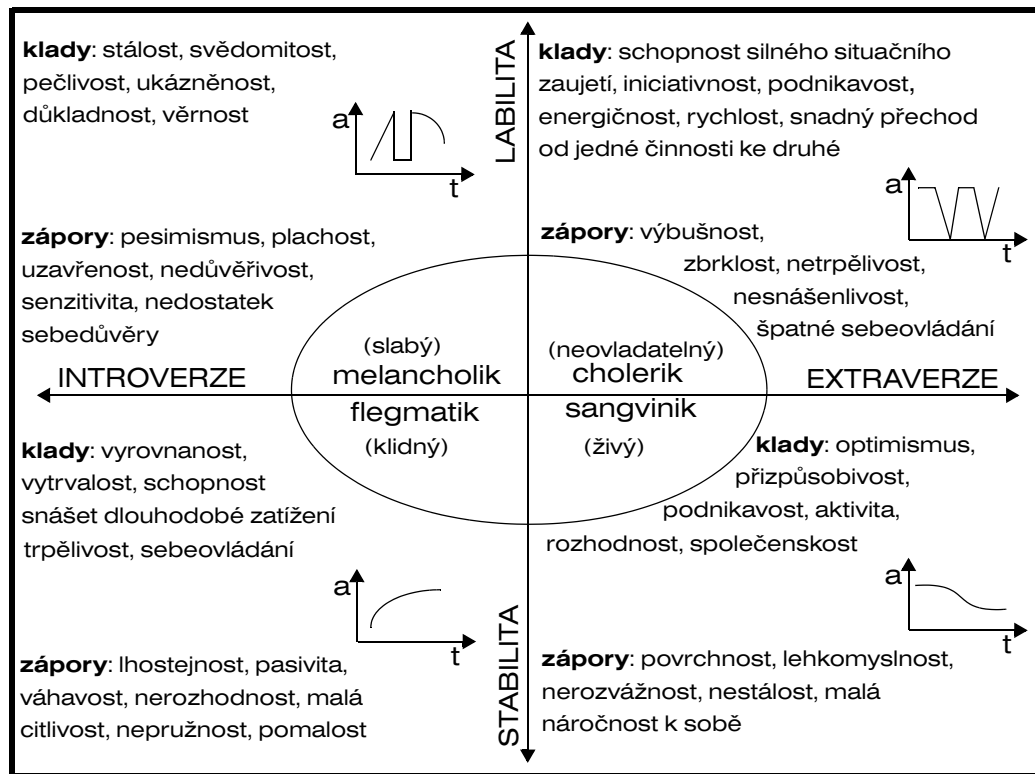 klady: stálost, svědomitost,
pečlivost, ukázněnost,
důkladnost, věrnost
a
t
zápory: pesimismus, plachost,
uzavřenost, nedůvěřivost,
senzitivita, nedostatek
sebedůvěry
LABILITA
klady: schopnost silného situačního
zaujetí, iniciativnost, podnikavost,
energičnost, rychlost, snadný přechod
od jedné činnosti ke druhé
a
t
zápory: výbušnost,
zbrklost, netrpělivost,
nesnášenlivost,
špatné sebeovládání
(slabý)
melancholik
(neovladatelný)
cholerik
INTROVERZE
EXTRAVERZE
flegmatik
(klidný)
sangvinik
(živý)
klady: vyrovnanost,
vytrvalost, schopnost
snášet dlouhodobé zatížení
trpělivost, sebeovládání
a
t
zápory: lhostejnost, pasivita,
váhavost, nerozhodnost, malá
citlivost, nepružnost, pomalost
STABILITA
klady: optimismus,
přizpůsobivost,
podnikavost, aktivita,
rozhodnost, společenskost
a
t
zápory: povrchnost, lehkomyslnost,
nerozvážnost, nestálost, malá
náročnost k sobě